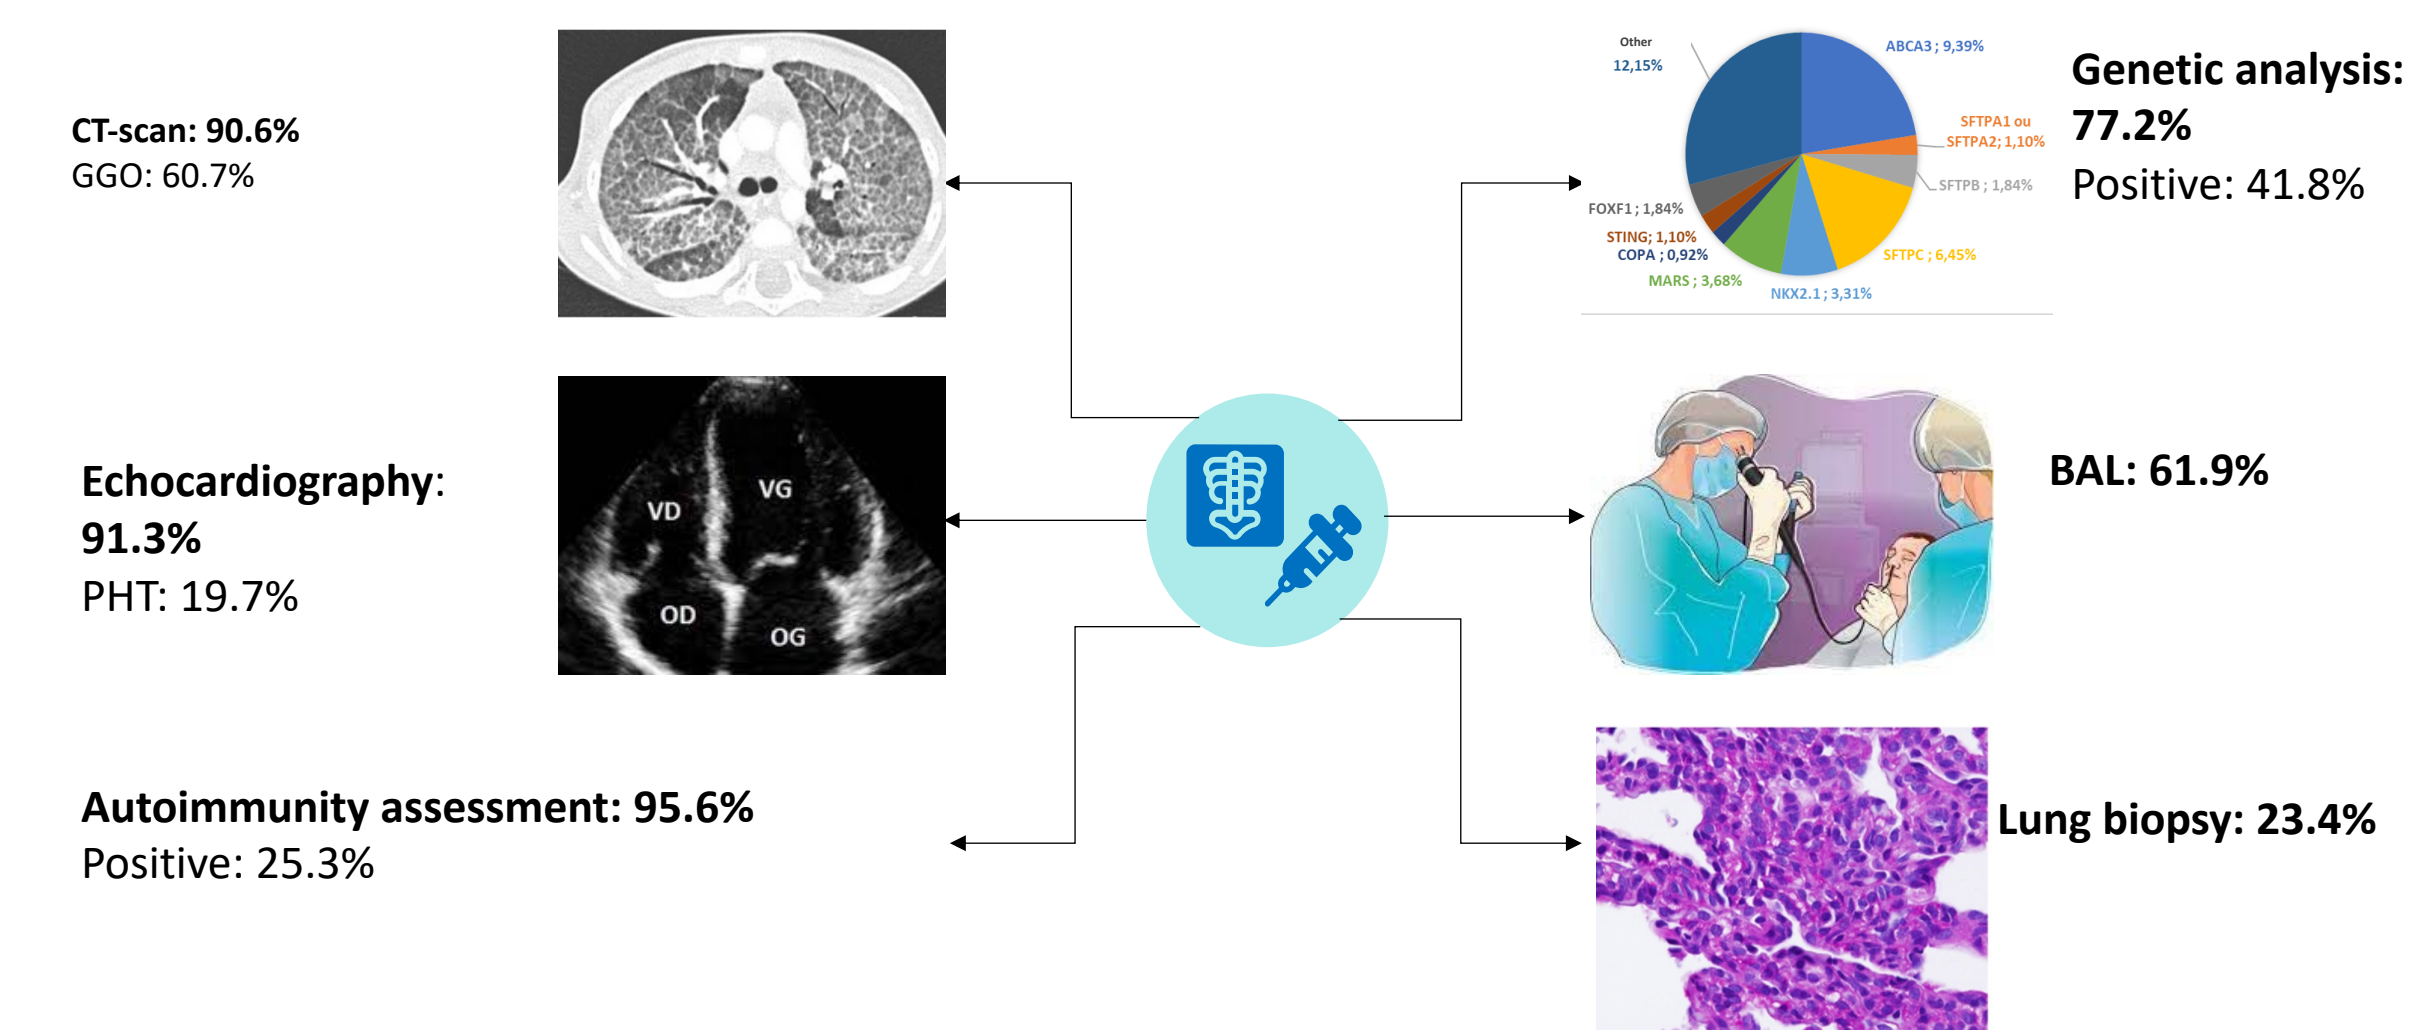 CT-scan: 90.6%
GGO: 60.7%
Echocardiography:
91.3%
PHT: 19.7%
VD
VG
OD
OG
Autoimmunity assessment: 95.6%
Positive: 25.3%
Other
12,15%
ABCA3 ; 9,39%
SFTPA1 ou
SFTPA2; 1,10%
SFTPB ; 1,84%
SFTPC ; 6,45%
NKX2.1 ; 3,31%
MARS ; 3,68%
COPA ; 0,92%
STING; 1,10%
FOXF1 ; 1,84%
Genetic analysis:
77.2%
Positive: 41.8%
BAL: 61.9%
Lung biopsy: 23.4%